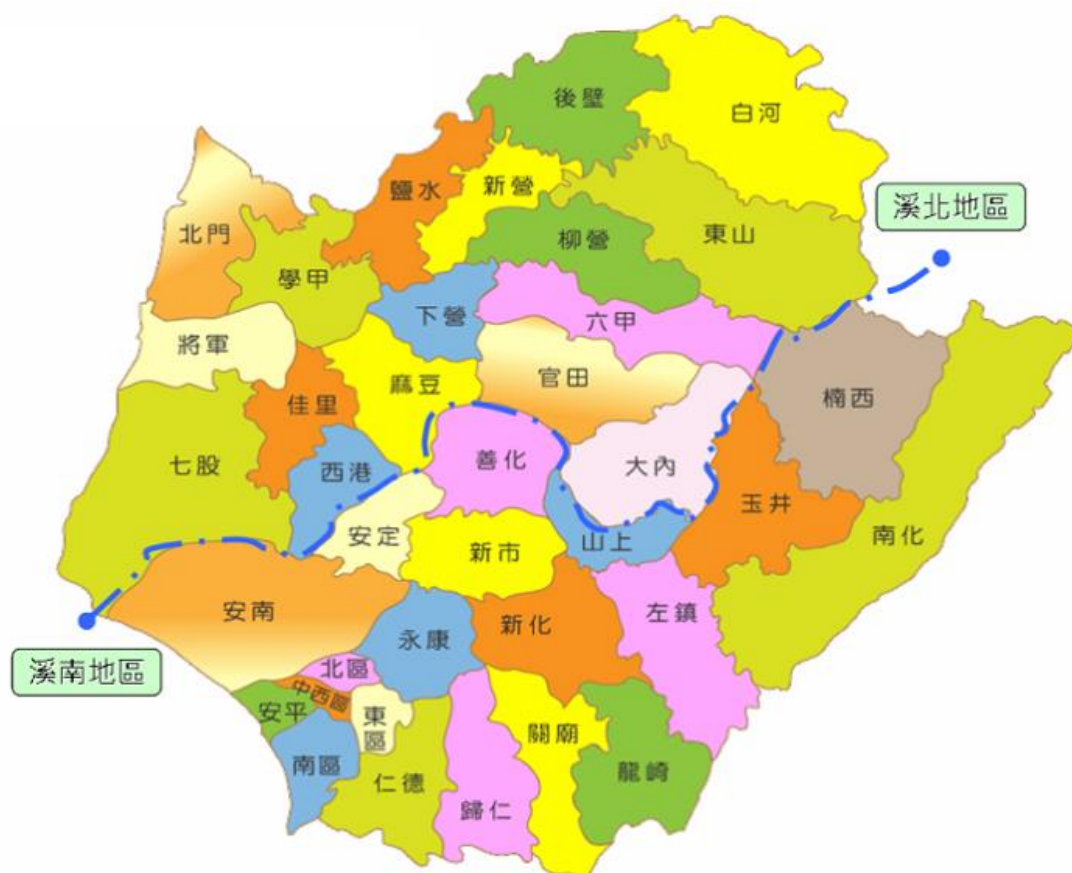 後壁
白河
鹽水
新營
溪北地區
北門
柳營
東山
學甲
下營
六甲
將軍
麻豆
官田
楠西
佳里
七股
西港
善化
大內
玉井
安定
新市
山上
南化
安南
新化
左鎮
永康
溪南地區
北區
中西區
安平
東區
關廟
南區
仁德
龍崎
歸仁